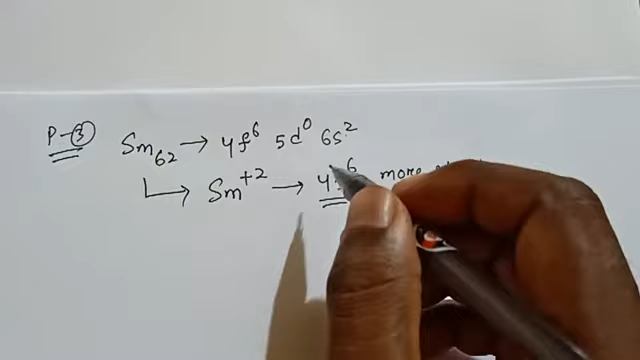 P-③ Sm₆₂ → 4f⁶ 5d⁰ 6s²
↳ Sm⁺² → 4f⁶ more